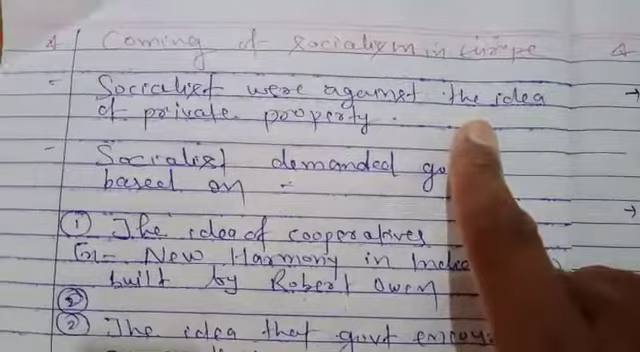 Coming of socialism in Europe
- Socialist were against the idea
of private property.
- Socialist demanded
based on -
① The idea of cooperatives
Ex:- New Harmony in
built by Robert Owen
②
② The idea that govt